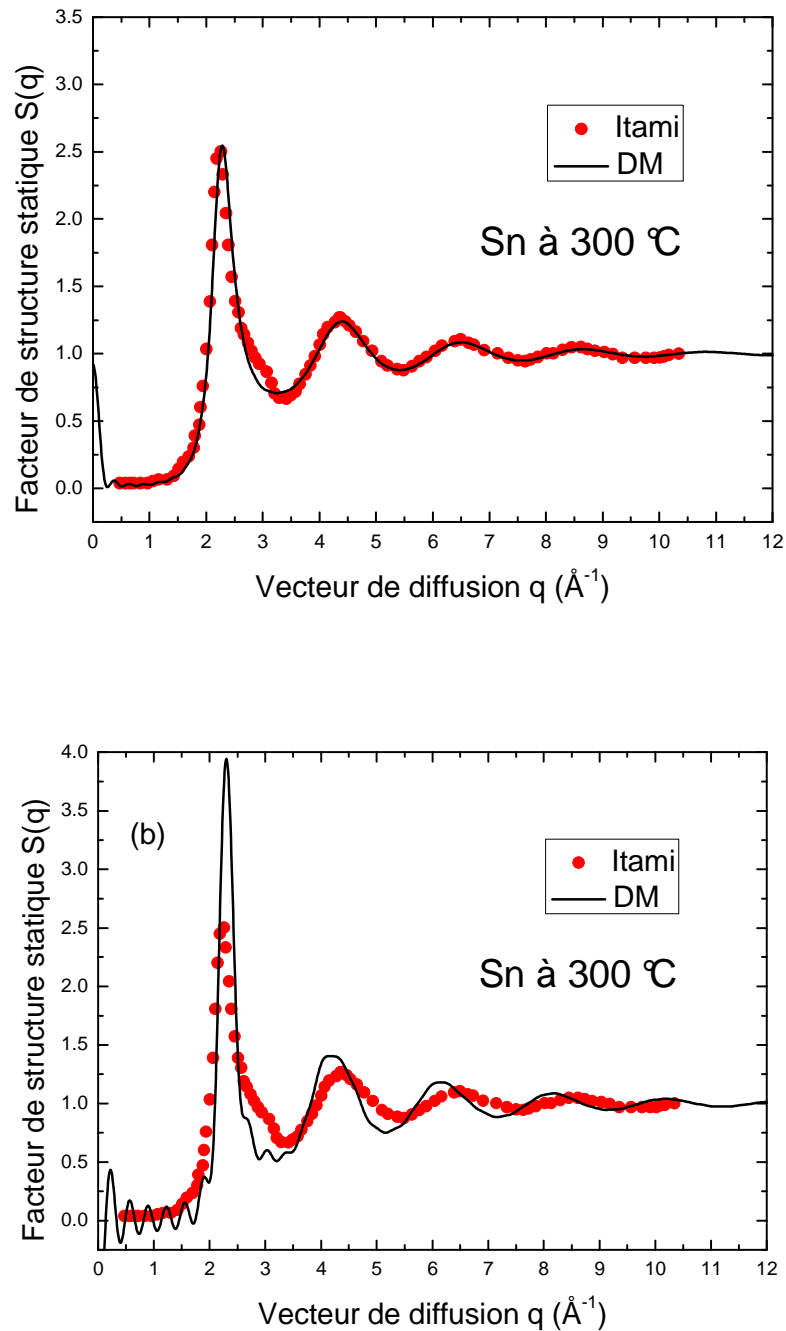 3.5
3.0
2.5
2.0
1.5
1.0
0.5
0.0
Facteur de structure statique S(q)
Itami
DM
Sn à 300 °C
0 1 2 3 4 5 6 7 8 9 10 11 12
Vecteur de diffusion q (Å⁻¹)
4.0
3.5
3.0
2.5
2.0
1.5
1.0
0.5
0.0
Facteur de structure statique S(q)
(b)
Itami
DM
Sn à 300 °C
0 1 2 3 4 5 6 7 8 9 10 11 12
Vecteur de diffusion q (Å⁻¹)